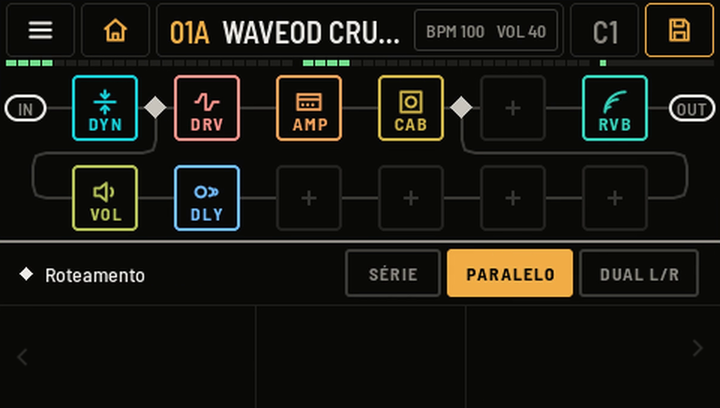 01A WAVEOD CRU... BPM 100 VOL 40 C1
IN DYN DRV AMP CAB + RVB OUT
VOL DLY + + + +
Roteamento SÉRIE PARALELO DUAL L/R